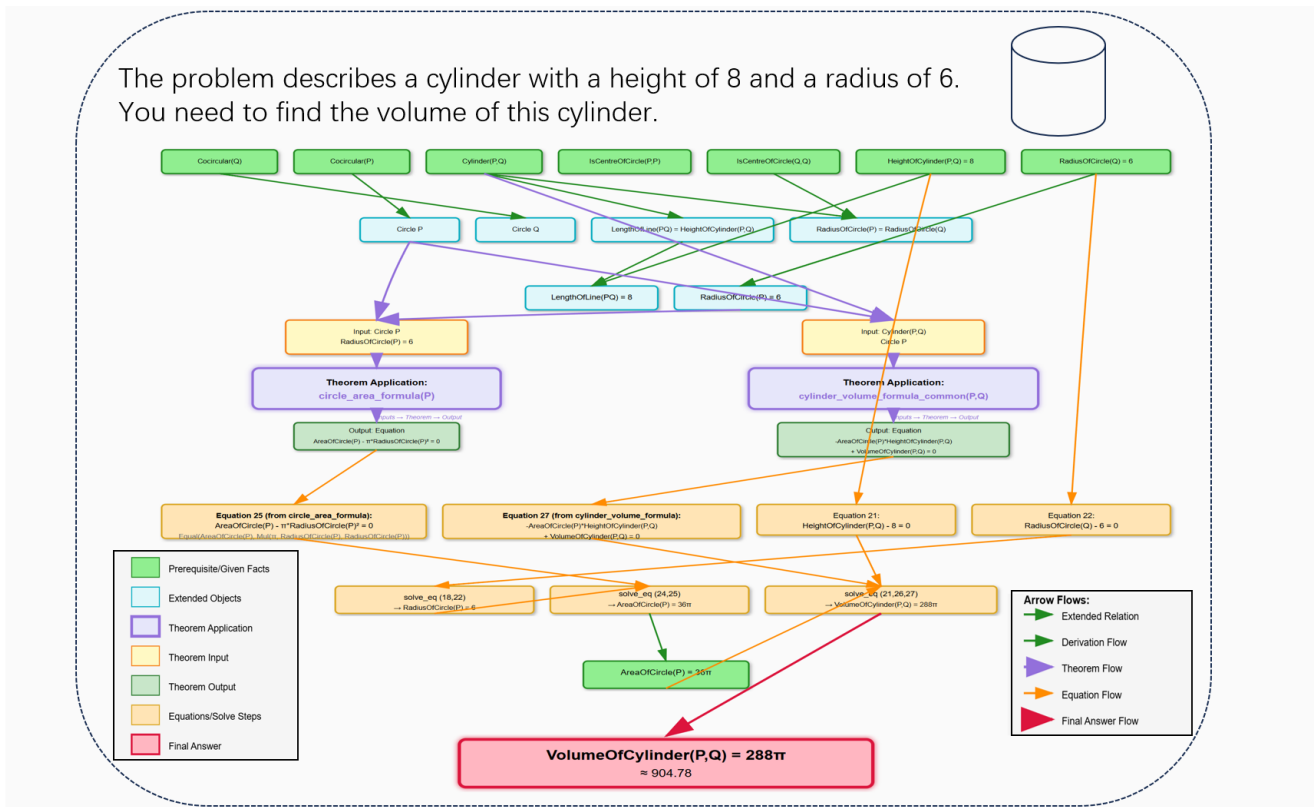 The problem describes a cylinder with a height of 8 and a radius of 6.
You need to find the volume of this cylinder.
Cocircular(Q)
Cocircular(P)
Cylinder(P,Q)
IsCentreOfCircle(P,P)
IsCentreOfCircle(Q,Q)
HeightOfCylinder(P,Q) = 8
RadiusOfCircle(Q) = 6
Circle P
Circle Q
LengthOfLine(PQ) = HeightOfCylinder(P,Q)
RadiusOfCircle(P) = RadiusOfCircle(Q)
LengthOfLine(PQ) = 8
RadiusOfCircle(P) = 6
Input: Circle P
RadiusOfCircle(P) = 6
Input: Cylinder(P,Q)
Circle P
Theorem Application:
circle_area_formula(P)
Theorem Application:
cylinder_volume_formula_common(P,Q)
Inputs → Theorem → Output
Inputs → Theorem → Output
Output: Equation
AreaOfCircle(P) - π*RadiusOfCircle(P)² = 0
Output: Equation
-AreaOfCircle(P)*HeightOfCylinder(P,Q)
+ VolumeOfCylinder(P,Q) = 0
Equation 25 (from circle_area_formula):
AreaOfCircle(P) - π*RadiusOfCircle(P)² = 0
Equal(AreaOfCircle(P), Mul(π, RadiusOfCircle(P), RadiusOfCircle(P)))
Equation 27 (from cylinder_volume_formula):
-AreaOfCircle(P)*HeightOfCylinder(P,Q)
+ VolumeOfCylinder(P,Q) = 0
Equation 21:
HeightOfCylinder(P,Q) - 8 = 0
Equation 22:
RadiusOfCircle(Q) - 6 = 0
solve_eq (18,22)
→ RadiusOfCircle(P) = 6
solve_eq (24,25)
→ AreaOfCircle(P) = 36π
solve_eq (21,26,27)
→ VolumeOfCylinder(P,Q) = 288π
AreaOfCircle(P) = 36π
VolumeOfCylinder(P,Q) = 288π
≈ 904.78
Prerequisite/Given Facts
Extended Objects
Theorem Application
Theorem Input
Theorem Output
Equations/Solve Steps
Final Answer
Arrow Flows:
Extended Relation
Derivation Flow
Theorem Flow
Equation Flow
Final Answer Flow